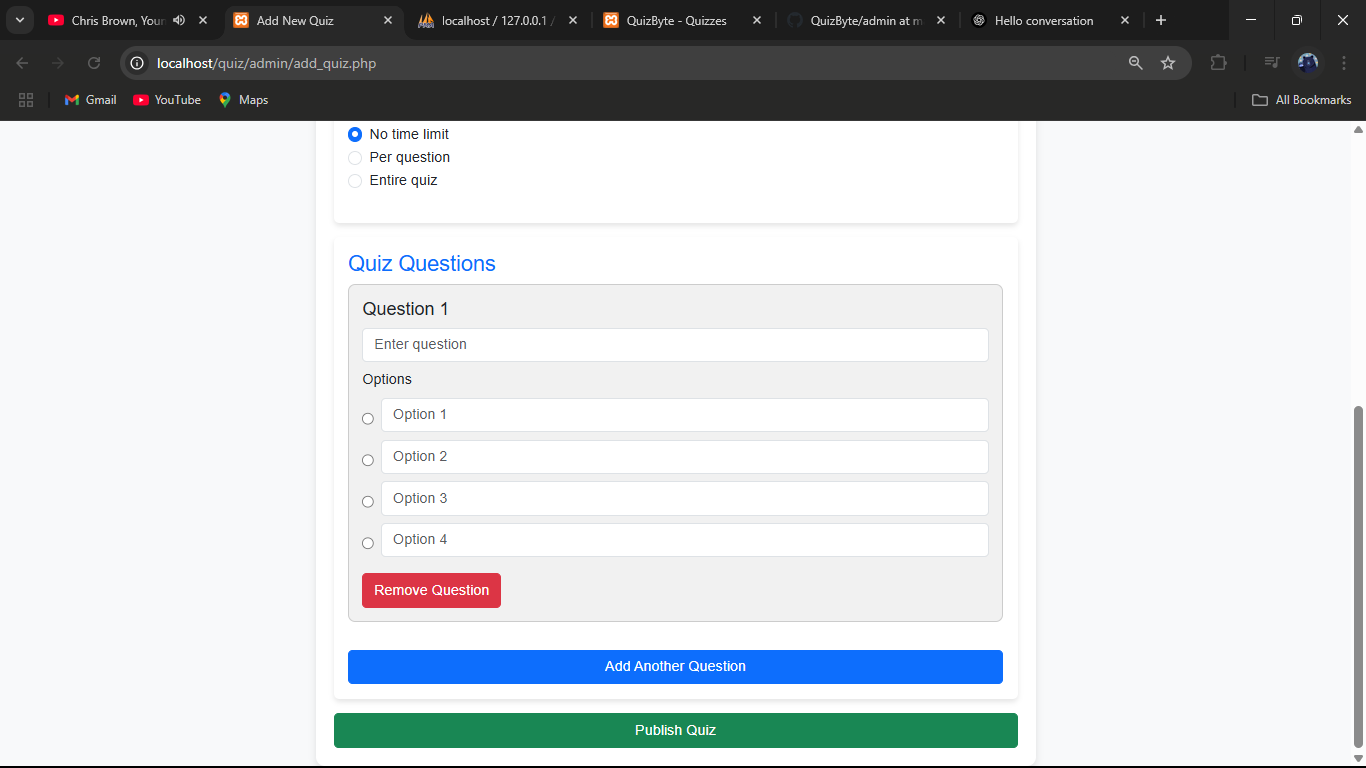 Chris Brown, Your
Add New Quiz
localhost / 127.0.0.1 /
QuizByte - Quizzes
QuizByte/admin at m
Hello conversation
localhost/quiz/admin/add_quiz.php
Gmail
YouTube
Maps
All Bookmarks
No time limit
Per question
Entire quiz
Quiz Questions
Question 1
Enter question
Options
Option 1
Option 2
Option 3
Option 4
Remove Question
Add Another Question
Publish Quiz